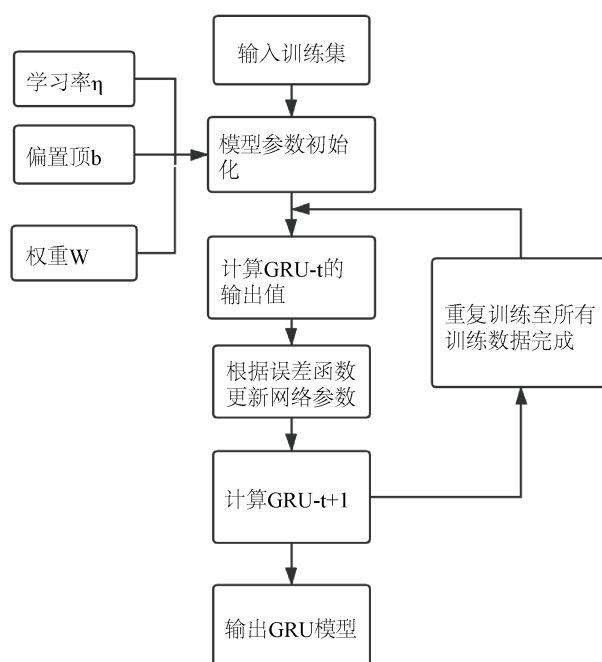 输入训练集
学习率η
偏置顶b
权重W
模型参数初始
化
计算GRU-t的
输出值
重复训练至所有
训练数据完成
根据误差函数
更新网络参数
计算GRU-t+1
输出GRU模型